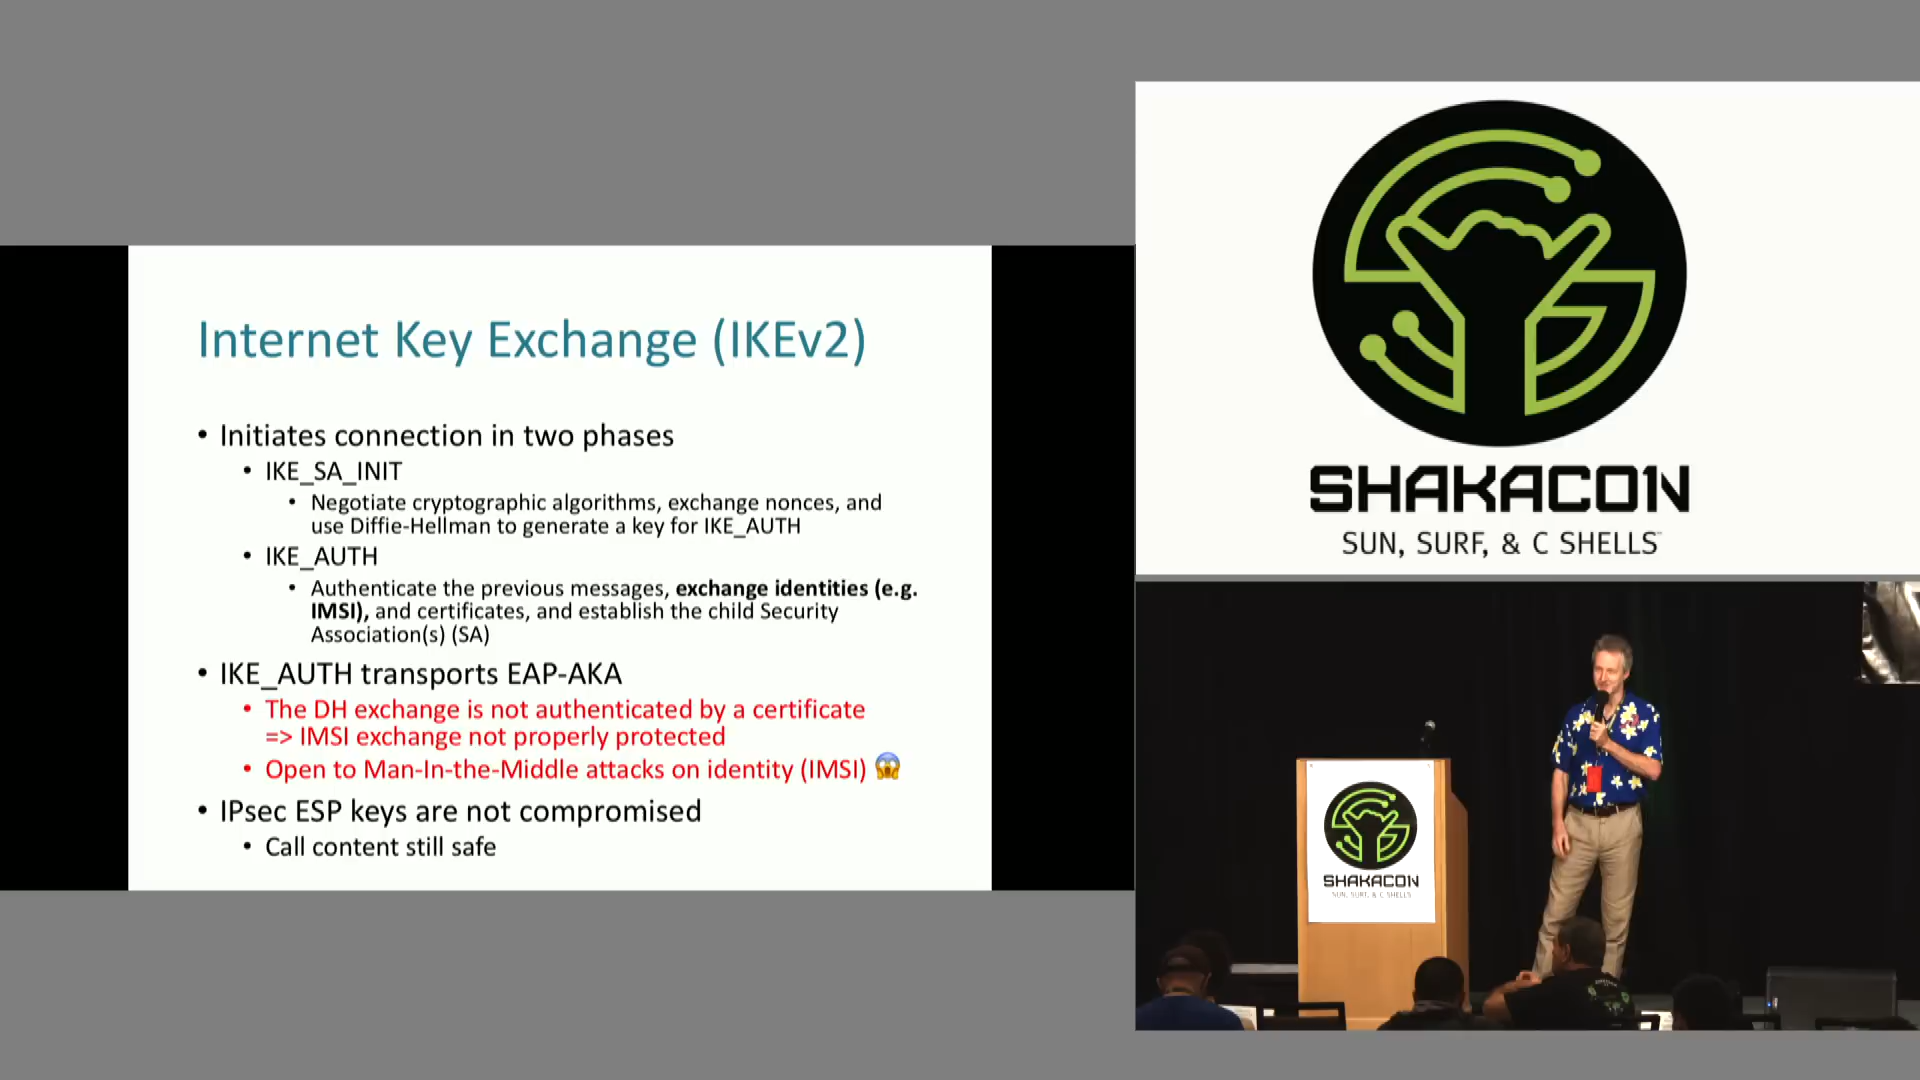 Internet Key Exchange (IKEv2)
• Initiates connection in two phases
• IKE_SA_INIT
• Negotiate cryptographic algorithms, exchange nonces, and
use Diffie-Hellman to generate a key for IKE_AUTH
• IKE_AUTH
• Authenticate the previous messages, exchange identities (e.g.
IMSI), and certificates, and establish the child Security
Association(s) (SA)
• IKE_AUTH transports EAP-AKA
• The DH exchange is not authenticated by a certificate
=> IMSI exchange not properly protected
• Open to Man-In-the-Middle attacks on identity (IMSI) 😱
• IPsec ESP keys are not compromised
• Call content still safe
SHAKACON
SUN, SURF, & C SHELLS
SHAKACON
SUN, SURF, & C SHELLS